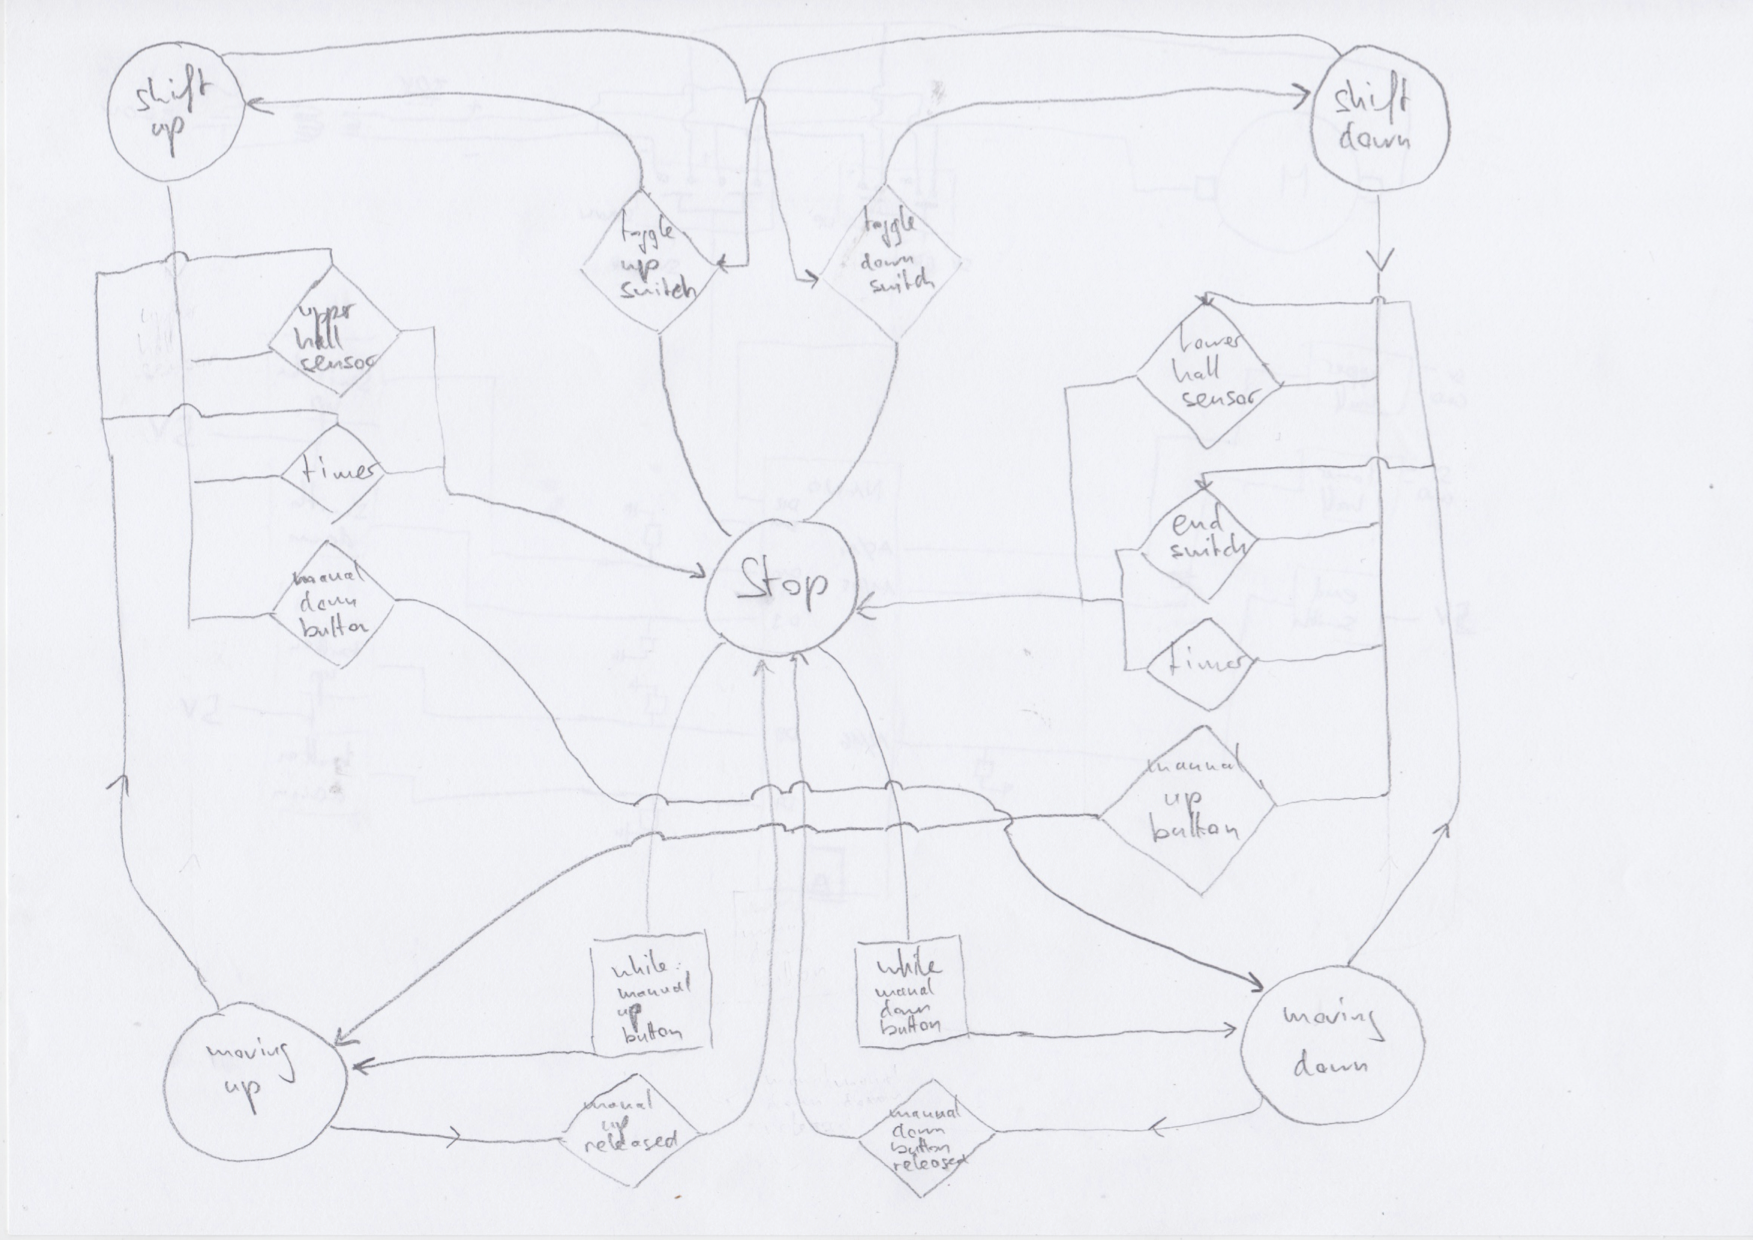 shift
up
shift
down
toggle
up
switch
toggle
down
switch
upper
hall
sensor
lower
hall
sensor
timer
end
switch
manual
down
button
Stop
timer
manual
up
button
while
manual
up
button
while
manual
down
button
moving
up
moving
down
manual
up
released
manual
down
button
released